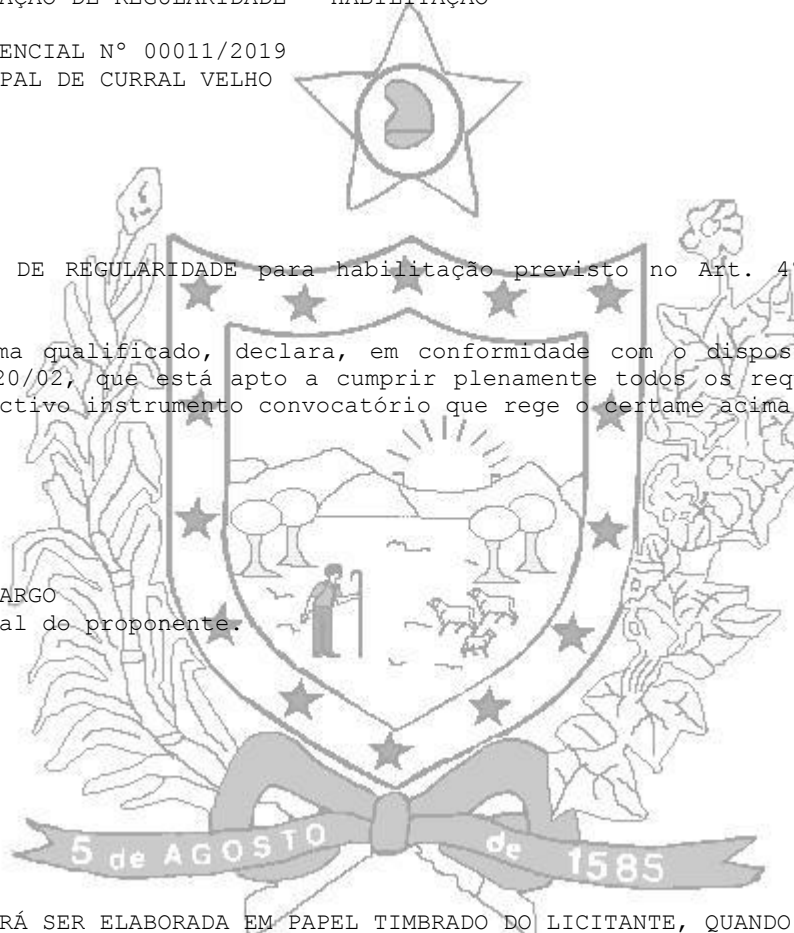 AÇÃO DE REGULARIDADE - HABILITAÇÃO
ENCIAL N° 00011/2019
PAL DE CURRAL VELHO
DE REGULARIDADE para habilitação previsto no Art. 4º
ma qualificado, declara, em conformidade com o dispos
20/02, que está apto a cumprir plenamente todos os req
ectivo instrumento convocatório que rege o certame acima
ARGO
al do proponente.
5 de AGOSTO de 1585
RÁ SER ELABORADA EM PAPEL TIMBRADO DO LICITANTE, QUANDO